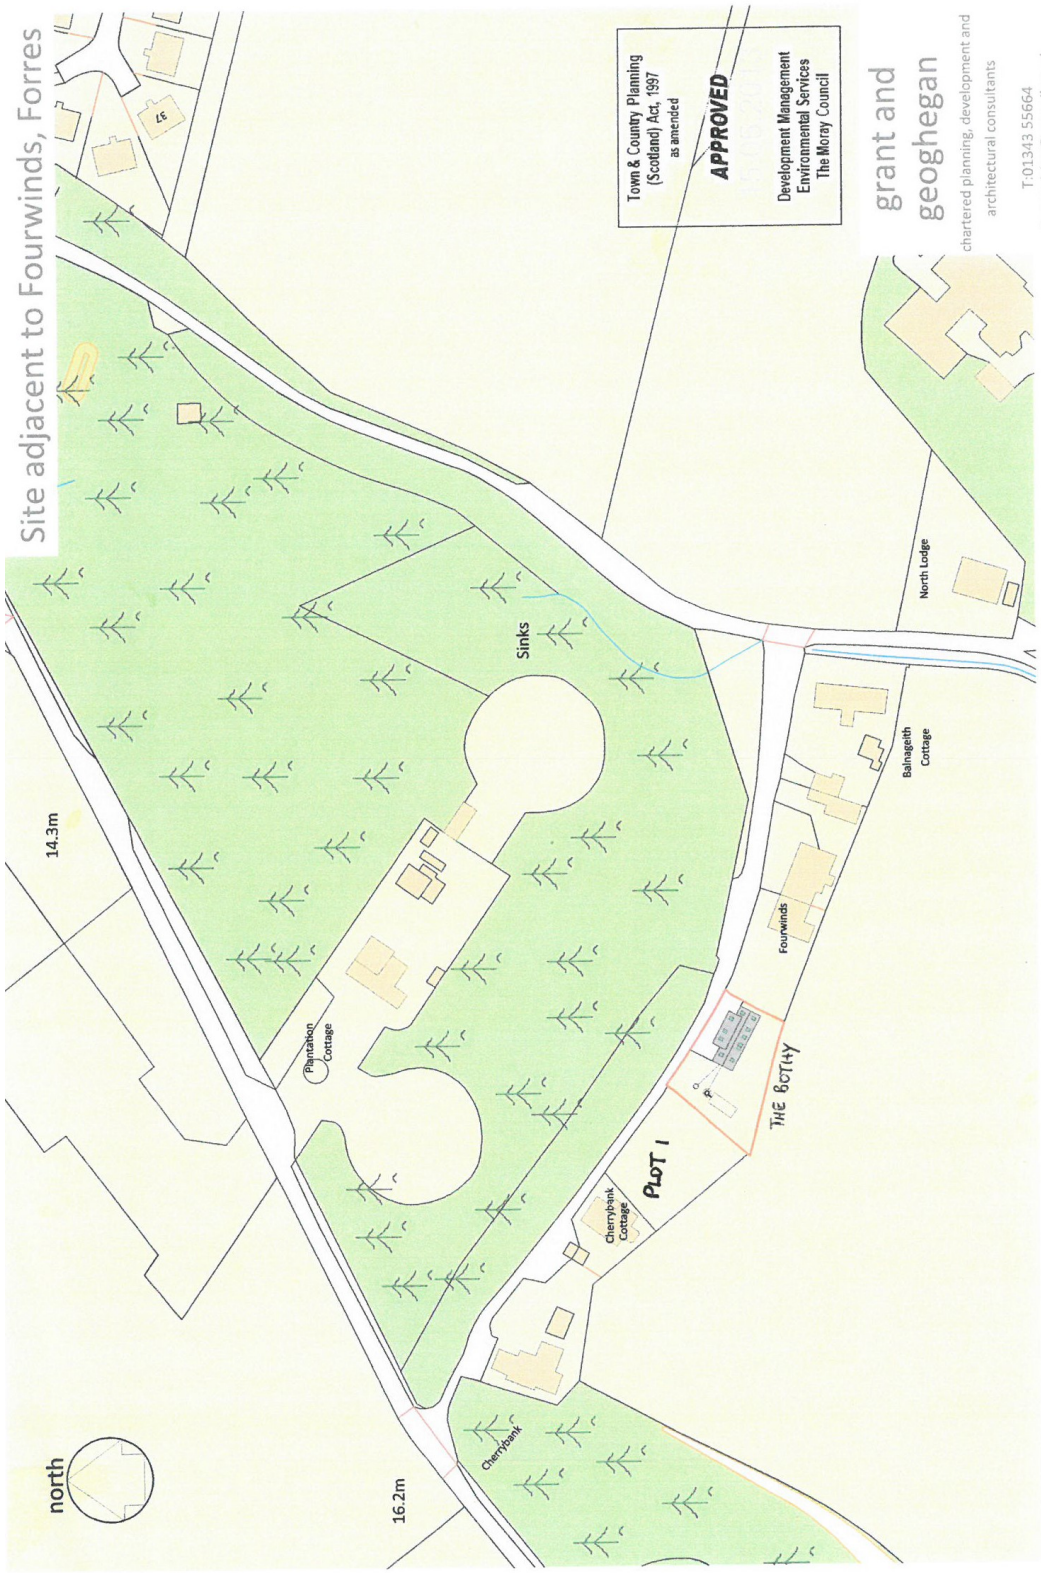 Site adjacent to Fourwinds, Forres
37
Town & Country Planning
(Scotland) Act, 1997
as amended
APPROVED
Development Management
Environmental Services
The Moray Council
grant and
geoghegan
chartered planning, development and
architectural consultants
T:01343 55664
14.3m
Sinks
North Lodge
Balnageith
Cottage
Fourwinds
Plantation
Cottage
THE BOTHY
PLOT 1
Cherrybank
Cottage
Cherrybank
16.2m
north